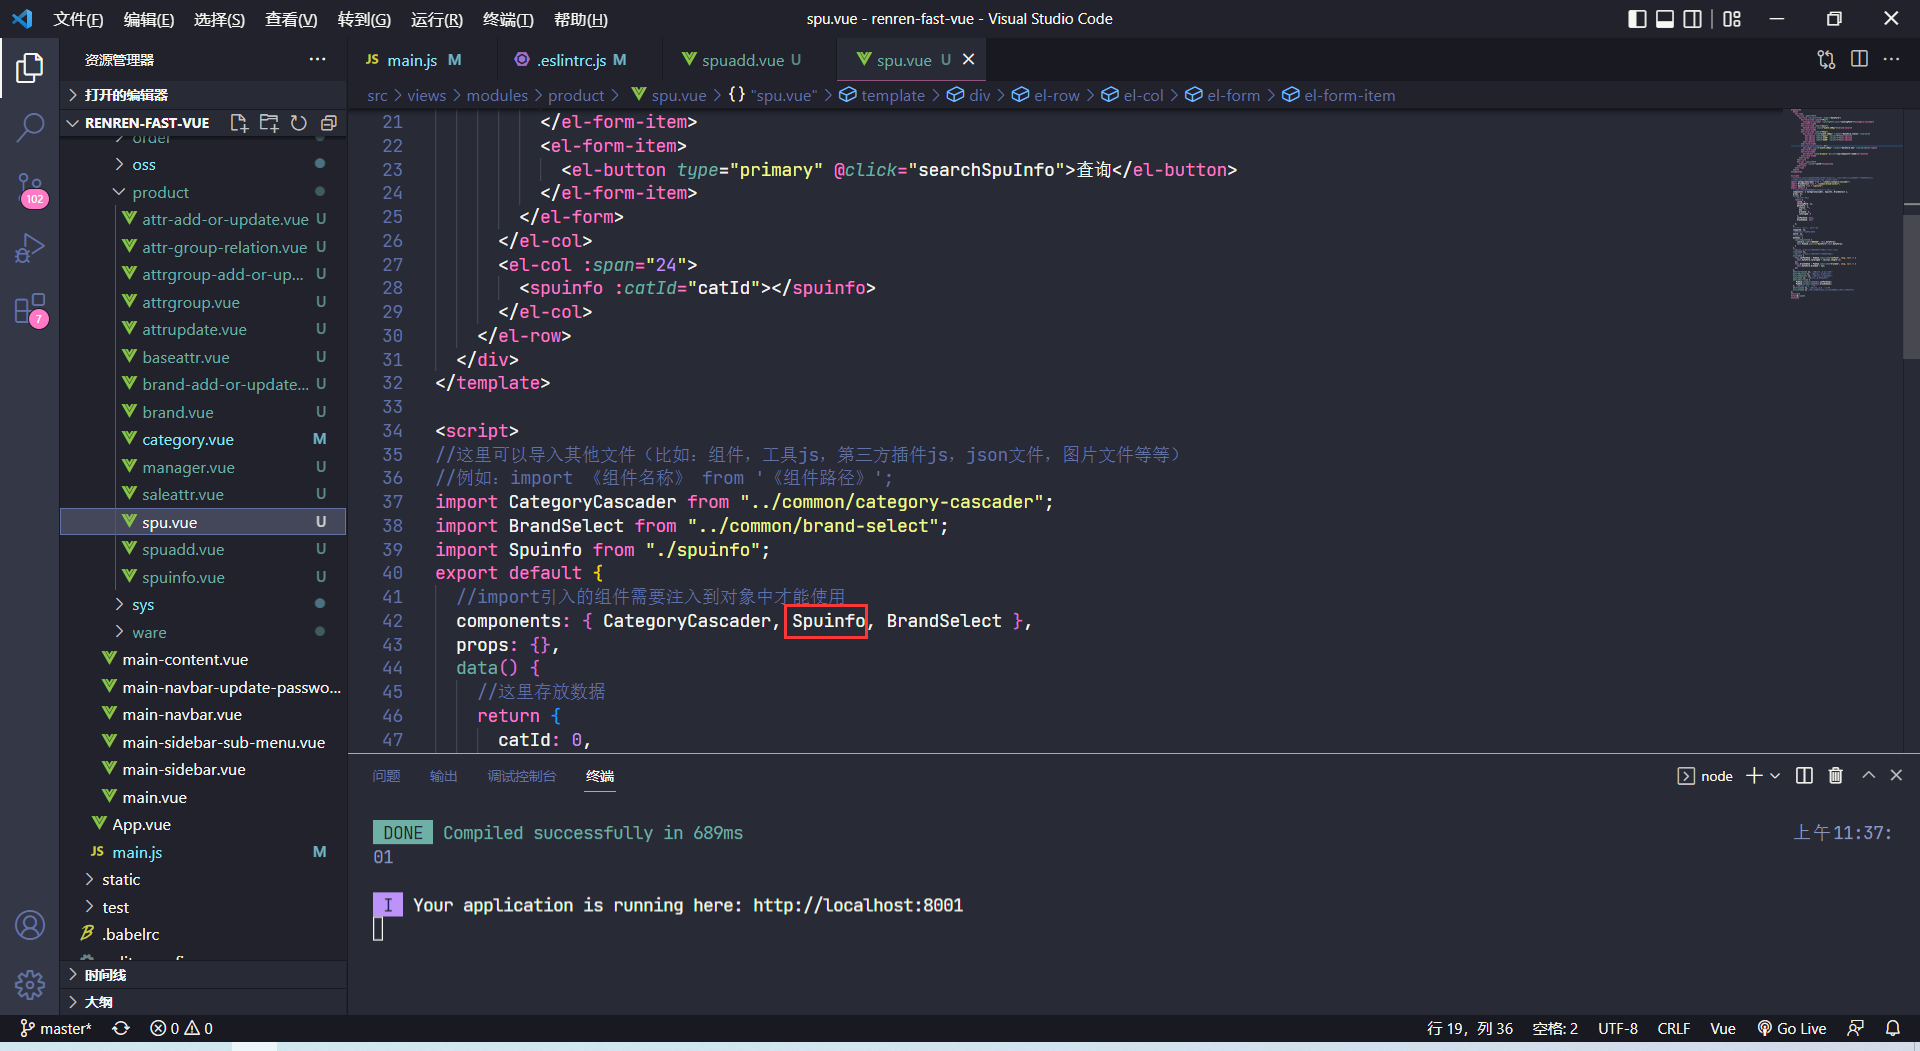 文件(F) 编辑(E) 选择(S) 查看(V) 转到(G) 运行(R) 终端(T) 帮助(H) spu.vue - renren-fast-vue - Visual Studio Code
资源管理器
JS main.js M .eslintrc.js M spuadd.vue U spu.vue U
打开的编辑器
src > views > modules > product > spu.vue > {} "spu.vue" > template > div > el-row > el-col > el-form > el-form-item
RENREN-FAST-VUE
order
oss
product
attr-add-or-update.vue U
attr-group-relation.vue U
attrgroup-add-or-up... U
attrgroup.vue U
attrupdate.vue U
baseattr.vue U
brand-add-or-update... U
brand.vue U
category.vue M
manager.vue U
saleattr.vue U
spu.vue U
spuadd.vue U
spuinfo.vue U
sys
ware
main-content.vue
main-navbar-update-passwo...
main-navbar.vue
main-sidebar-sub-menu.vue
main-sidebar.vue
main.vue
App.vue
JS main.js M
static
test
.babelrc
时间线
大纲
102
7
21 </el-form-item>
22 <el-form-item>
23 <el-button type="primary" @click="searchSpuInfo">查询</el-button>
24 </el-form-item>
25 </el-form>
26 </el-col>
27 <el-col :span="24">
28 <spuinfo :catId="catId"></spuinfo>
29 </el-col>
30 </el-row>
31 </div>
32 </template>
33
34 <script>
35 //这里可以导入其他文件（比如：组件，工具js，第三方插件js，json文件，图片文件等等）
36 //例如：import 《组件名称》 from '《组件路径》';
37 import CategoryCascader from "../common/category-cascader";
38 import BrandSelect from "../common/brand-select";
39 import Spuinfo from "./spuinfo";
40 export default {
41 //import引入的组件需要注入到对象中才能使用
42 components: { CategoryCascader, Spuinfo, BrandSelect },
43 props: {},
44 data() {
45 //这里存放数据
46 return {
47 catId: 0,
问题 输出 调试控制台 终端 node
DONE Compiled successfully in 689ms 上午11:37:
01
I Your application is running here: http://localhost:8001
master* 0 0 行 19，列 36 空格: 2 UTF-8 CRLF Vue Go Live